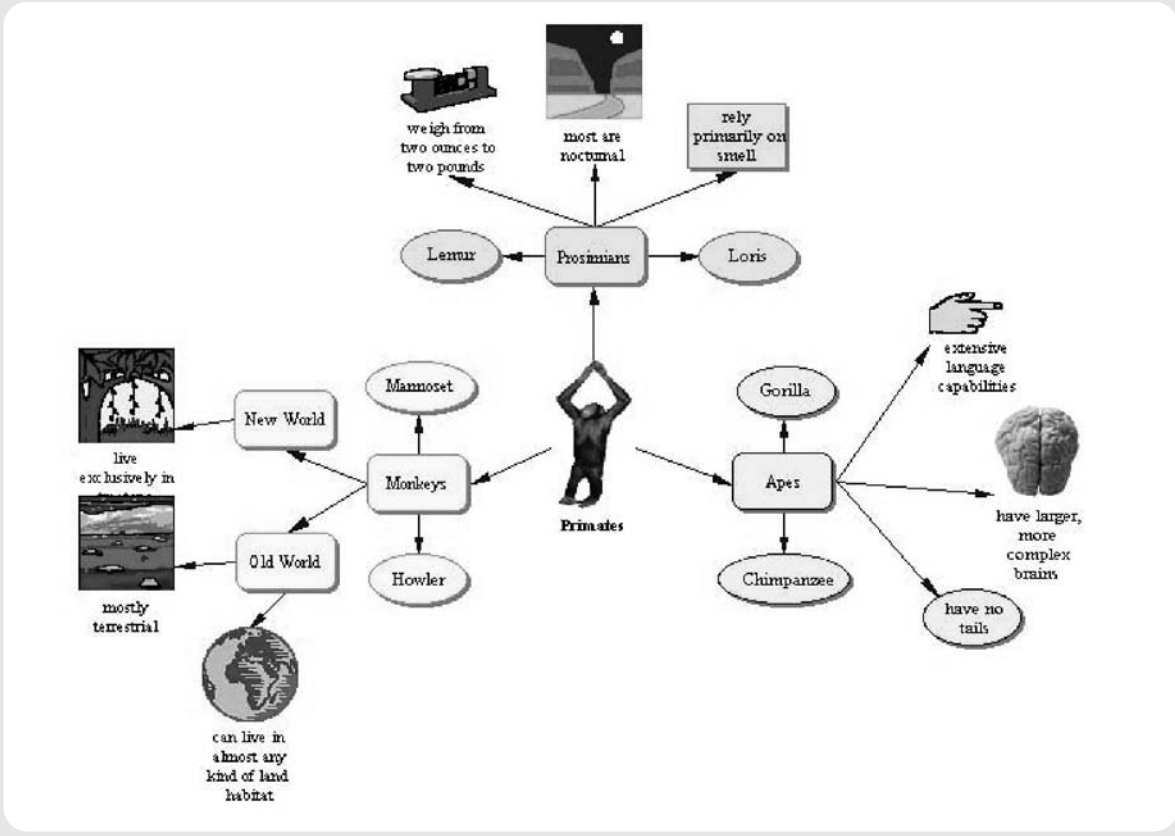 weigh from
two ounces to
two pounds
most are
nocturnal
rely
primarily on
smell
Lemur
Prosimians
Loris
extensive
language
capabilities
Mannoset
Gorilla
New World
live
exclusively in
Monkeys
Apes
Primates
have larger,
more
complex
brains
Old World
Howler
Chimpanzee
mostly
terrestrial
have no
tails
can live in
almost any
kind of land
habitat